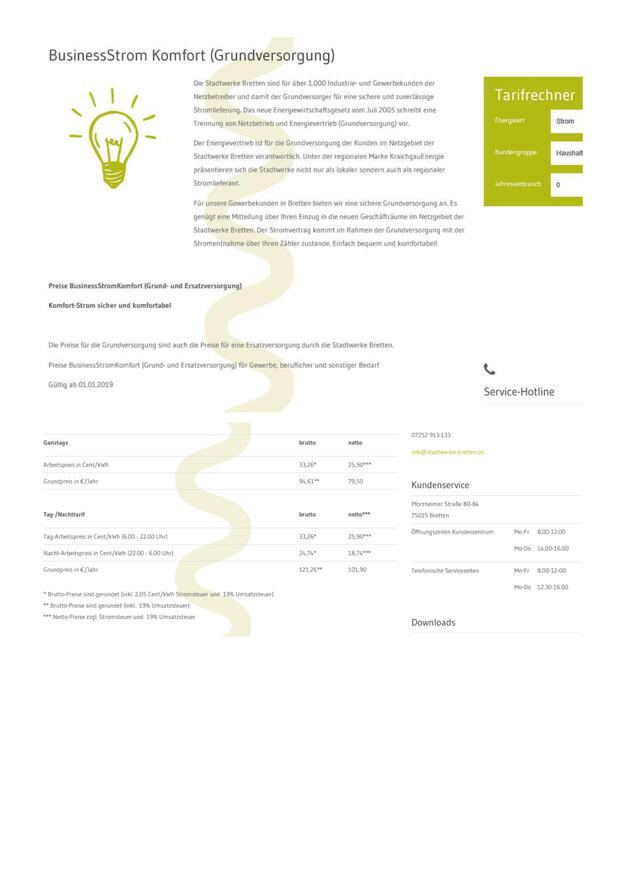 BusinessStrom Komfort (Grundversorgung)
Die Stadtwerke Bretten sind für über 1.000 Industrie- und Gewerbekunden der
Netzbetreiber und damit der Grundversorger für eine sichere und zuverlässige
Stromlieferung. Das neue Energiewirtschaftsgesetz vom Juli 2005 schreibt eine
Trennung von Netzbetrieb und Energievertrieb (Grundversorgung) vor.
Der Energievertrieb ist für die Grundversorgung der Kunden im Netzgebiet der
Stadtwerke Bretten verantwortlich. Unter der regionalen Marke KraichgauEnergie
präsentieren sich die Stadtwerke nicht nur als lokaler sondern auch als regionaler
Stromlieferant.
Für unsere Gewerbekunden in Bretten bieten wir eine sichere Grundversorgung an. Es
genügt eine Mitteilung über Ihren Einzug in die neuen Geschäftsräume im Netzgebiet der
Stadtwerke Bretten. Der Stromvertrag kommt im Rahmen der Grundversorgung mit der
Stromentnahme über Ihren Zähler zustande. Einfach bequem und komfortabel!
Tarifrechner
Energieart Strom
Kundengruppe Haushalt
Jahresverbrauch 0
Preise BusinessStromKomfort (Grund- und Ersatzversorgung)
Komfort-Strom sicher und komfortabel
Die Preise für die Grundversorgung sind auch die Preise für eine Ersatzversorgung durch die Stadtwerke Bretten.
Preise BusinessStromKomfort (Grund- und Ersatzversorgung) für Gewerbe, beruflicher und sonstiger Bedarf
Gültig ab 01.01.2019
Service-Hotline
Ganztags brutto netto
Arbeitspreis in Cent/kWh 33,26* 25,90***
Grundpreis in €/Jahr 94,61** 79,50
Tag-/Nachttarif brutto netto***
Tag-Arbeitspreis in Cent/kWh (6.00 - 22.00 Uhr) 33,26* 25,90***
Nacht-Arbeitspreis in Cent/kWh (22.00 - 6.00 Uhr) 24,74* 18,74***
Grundpreis in €/Jahr 121,26** 101,90
* Brutto-Preise sind gerundet (inkl. 2,05 Cent/kWh Stromsteuer und 19% Umsatzsteuer)
** Brutto-Preise sind gerundet (inkl. 19% Umsatzsteuer)
*** Netto-Preise zzgl. Stromsteuer und 19% Umsatzsteuer
07252 913-133
info@stadtwerke-bretten.de
Kundenservice
Pforzheimer Straße 80-84
75015 Bretten
Öffnungszeiten Kundenzentrum Mo-Fr 8.00-12.00
Mo-Do 14.00-16.00
Telefonische Servicezeiten Mo-Fr 8.00-12-00
Mo-Do 12.30-16.00
Downloads